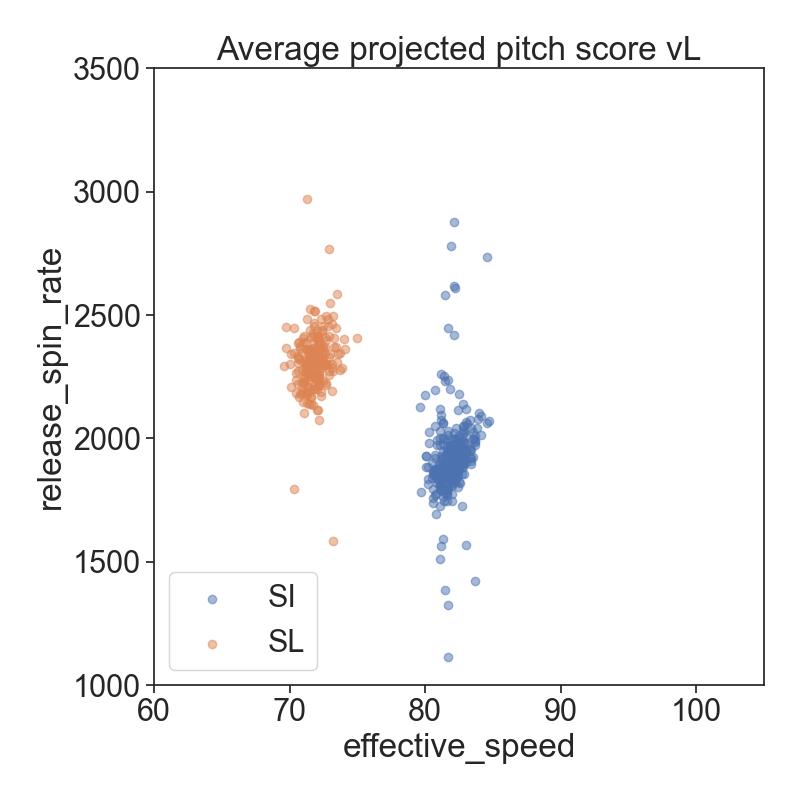 Average projected pitch score vL
3500
3000
2500
2000
1500
1000
release_spin_rate
SI
SL
60 70 80 90 100
effective_speed